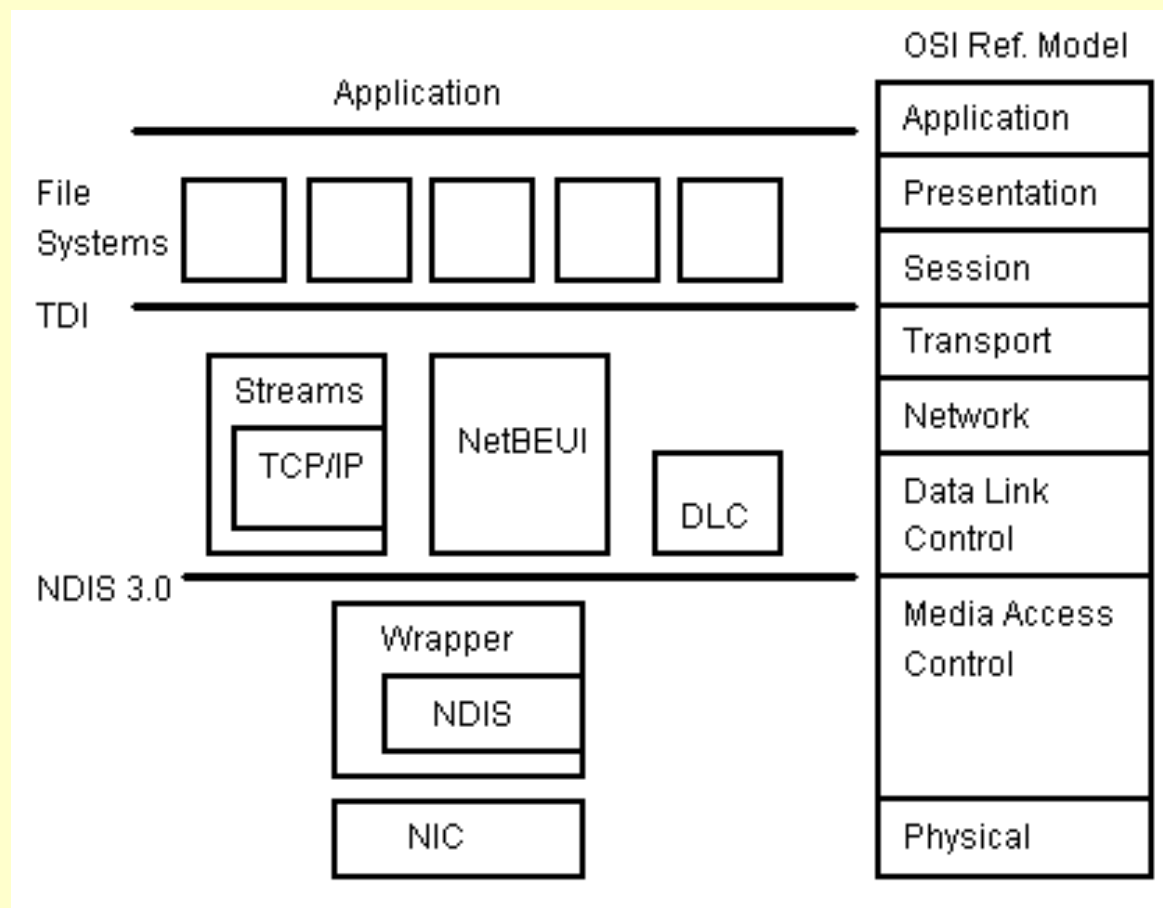 OSI Ref. Model
Application
Application
File
Systems
Presentation
Session
TDI
Transport
Streams
TCP/IP
NetBEUI
DLC
Network
Data Link
Control
NDIS 3.0
Media Access
Control
Wrapper
NDIS
NIC
Physical